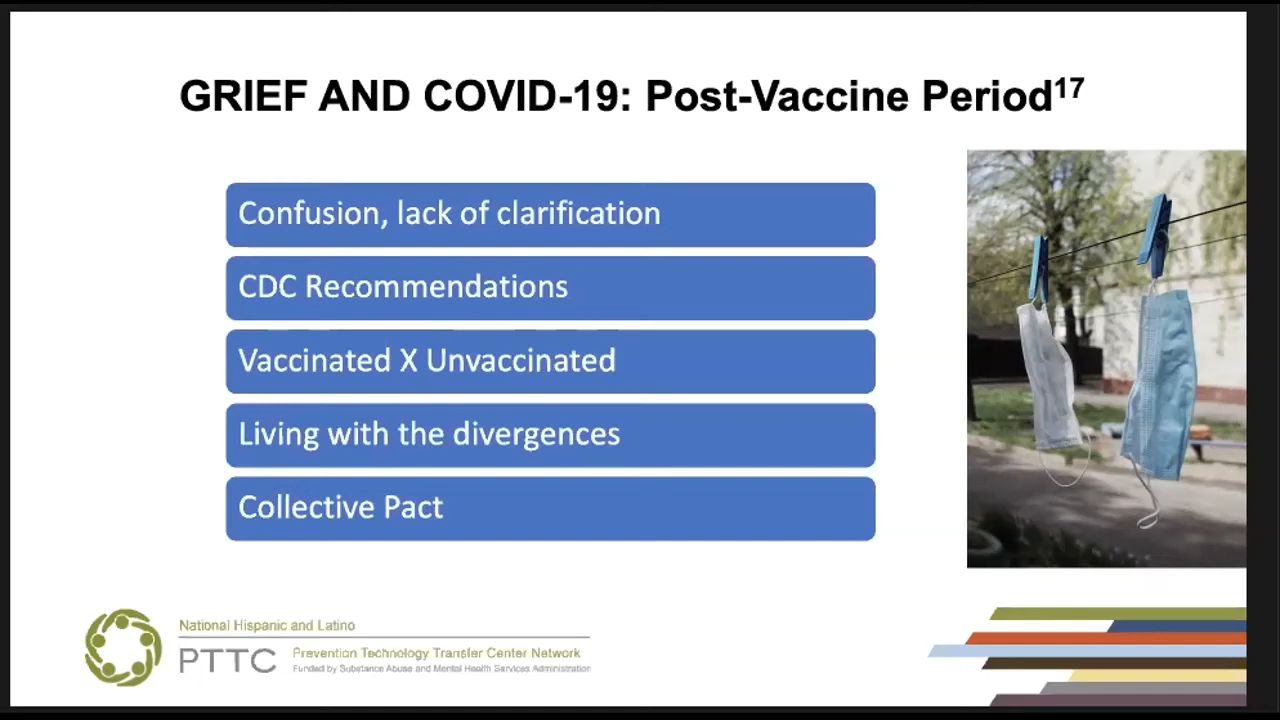 GRIEF AND COVID-19: Post-Vaccine Period17
Confusion, lack of clarification
CDC Recommendations
Vaccinated X Unvaccinated
Living with the divergences
Collective Pact
National Hispanic and Latino
PTTC
Prevention Technology Transfer Center Network
Funded by Substance Abuse and Mental Health Services Administration